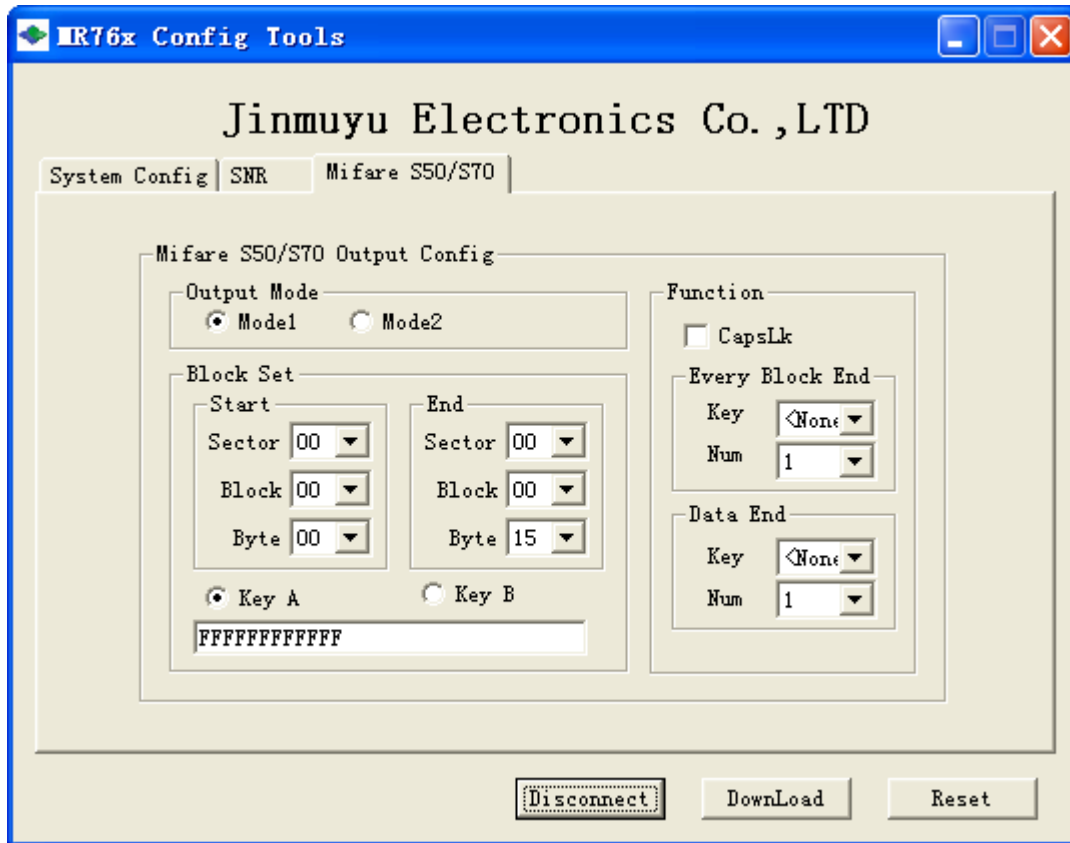 MR76x Config Tools
Jinmuyu Electronics Co.,LTD
System Config SNR Mifare S50/S70
Mifare S50/S70 Output Config
Output Mode
Mode1 Mode2
Block Set
Start
Sector 00
Block 00
Byte 00
End
Sector 00
Block 00
Byte 15
Key A Key B
FFFFFFFFFFFF
Function
CapsLk
Every Block End
Key <None
Num 1
Data End
Key <None
Num 1
Disconnect DownLoad Reset